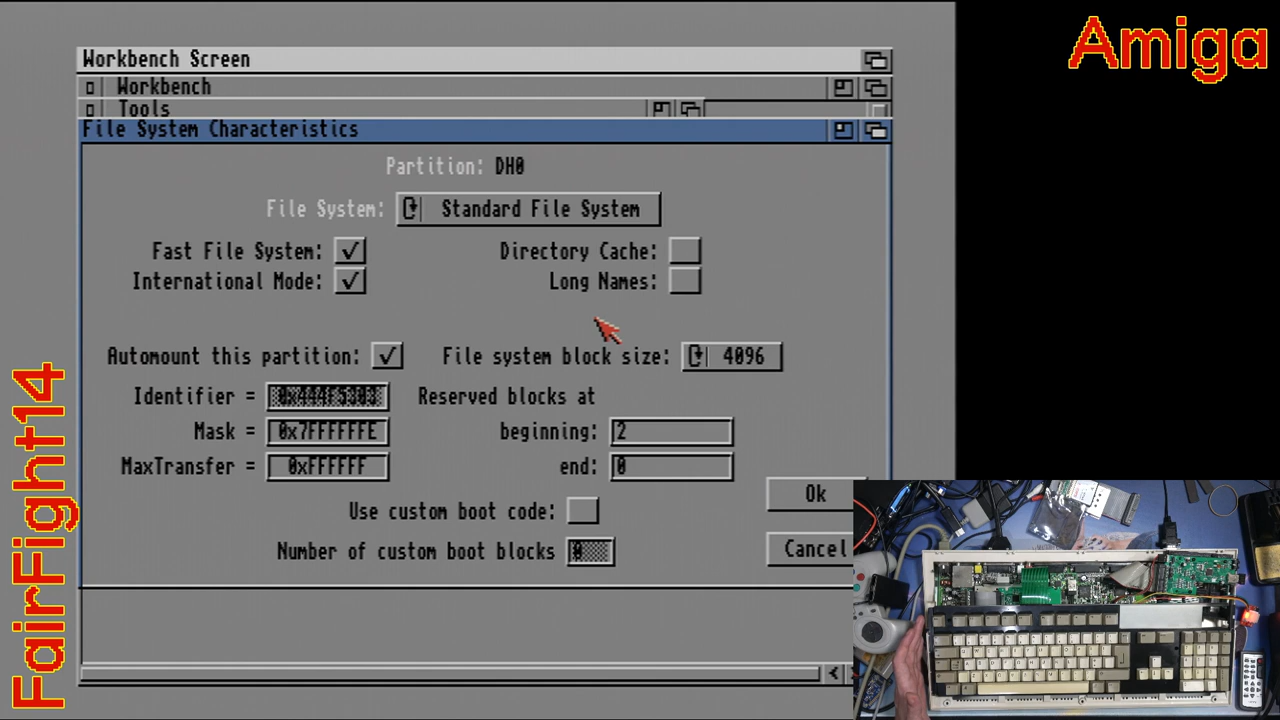 Amiga
Workbench Screen
Workbench
Tools
File System Characteristics
Partition: DH0
File System: Standard File System
Fast File System: Directory Cache:
International Mode: Long Names:
Automount this partition: File system block size: 4096
Identifier = 0x444F5303 Reserved blocks at
Mask = 0x7FFFFFFE beginning: 2
MaxTransfer = 0xFFFFFF end: 0
Ok
Use custom boot code:
Number of custom boot blocks 0
Cancel
FairFight14